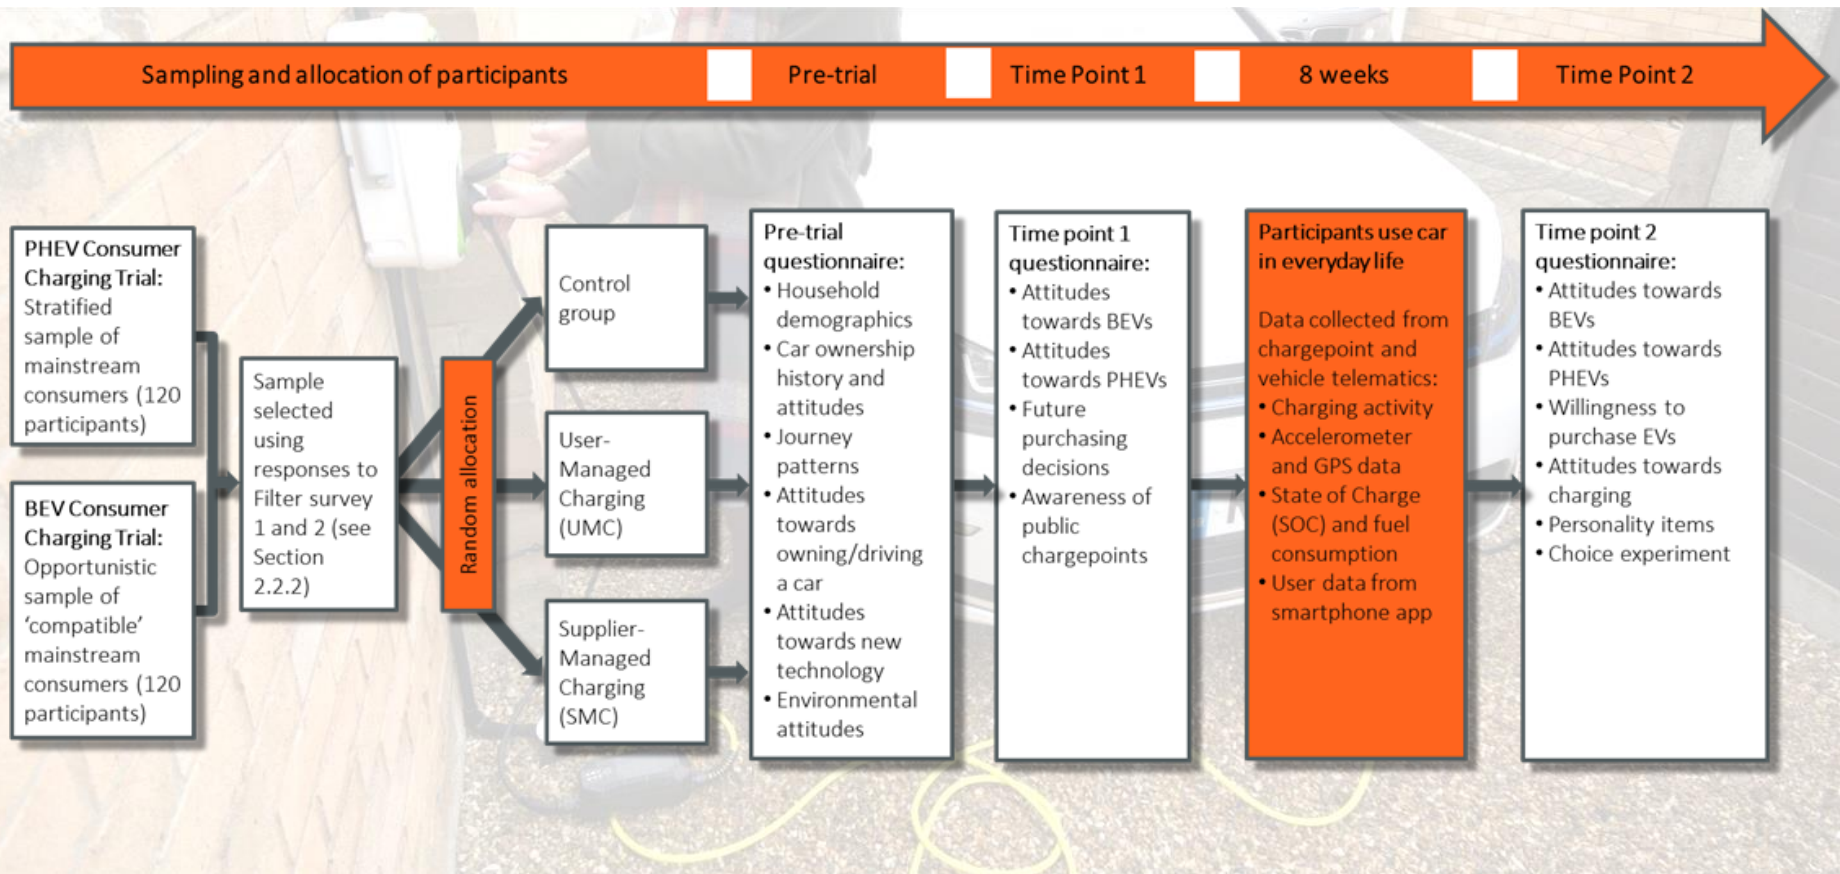 Sampling and allocation of participants
Pre-trial
Time Point 1
8 weeks
Time Point 2
PHEV Consumer
Charging Trial:
Stratified
sample of
mainstream
consumers (120
participants)
BEV Consumer
Charging Trial:
Opportunistic
sample of
‘compatible’
mainstream
consumers (120
participants)
Sample
selected
using
responses to
Filter survey
1 and 2 (see
Section
2.2.2)
Random allocation
Control
group
User-
Managed
Charging
(UMC)
Supplier-
Managed
Charging
(SMC)
Pre-trial
questionnaire:
• Household
demographics
• Car ownership
history and
attitudes
• Journey
patterns
• Attitudes
towards
owning/driving
a car
• Attitudes
towards new
technology
• Environmental
attitudes
Time point 1
questionnaire:
• Attitudes
towards BEVs
• Attitudes
towards PHEVs
• Future
purchasing
decisions
• Awareness of
public
chargepoints
Participants use car
in everyday life
Data collected from
chargepoint and
vehicle telematics:
• Charging activity
• Accelerometer
and GPS data
• State of Charge
(SOC) and fuel
consumption
• User data from
smartphone app
Time point 2
questionnaire:
• Attitudes towards
BEVs
• Attitudes towards
PHEVs
• Willingness to
purchase EVs
• Attitudes towards
charging
• Personality items
• Choice experiment